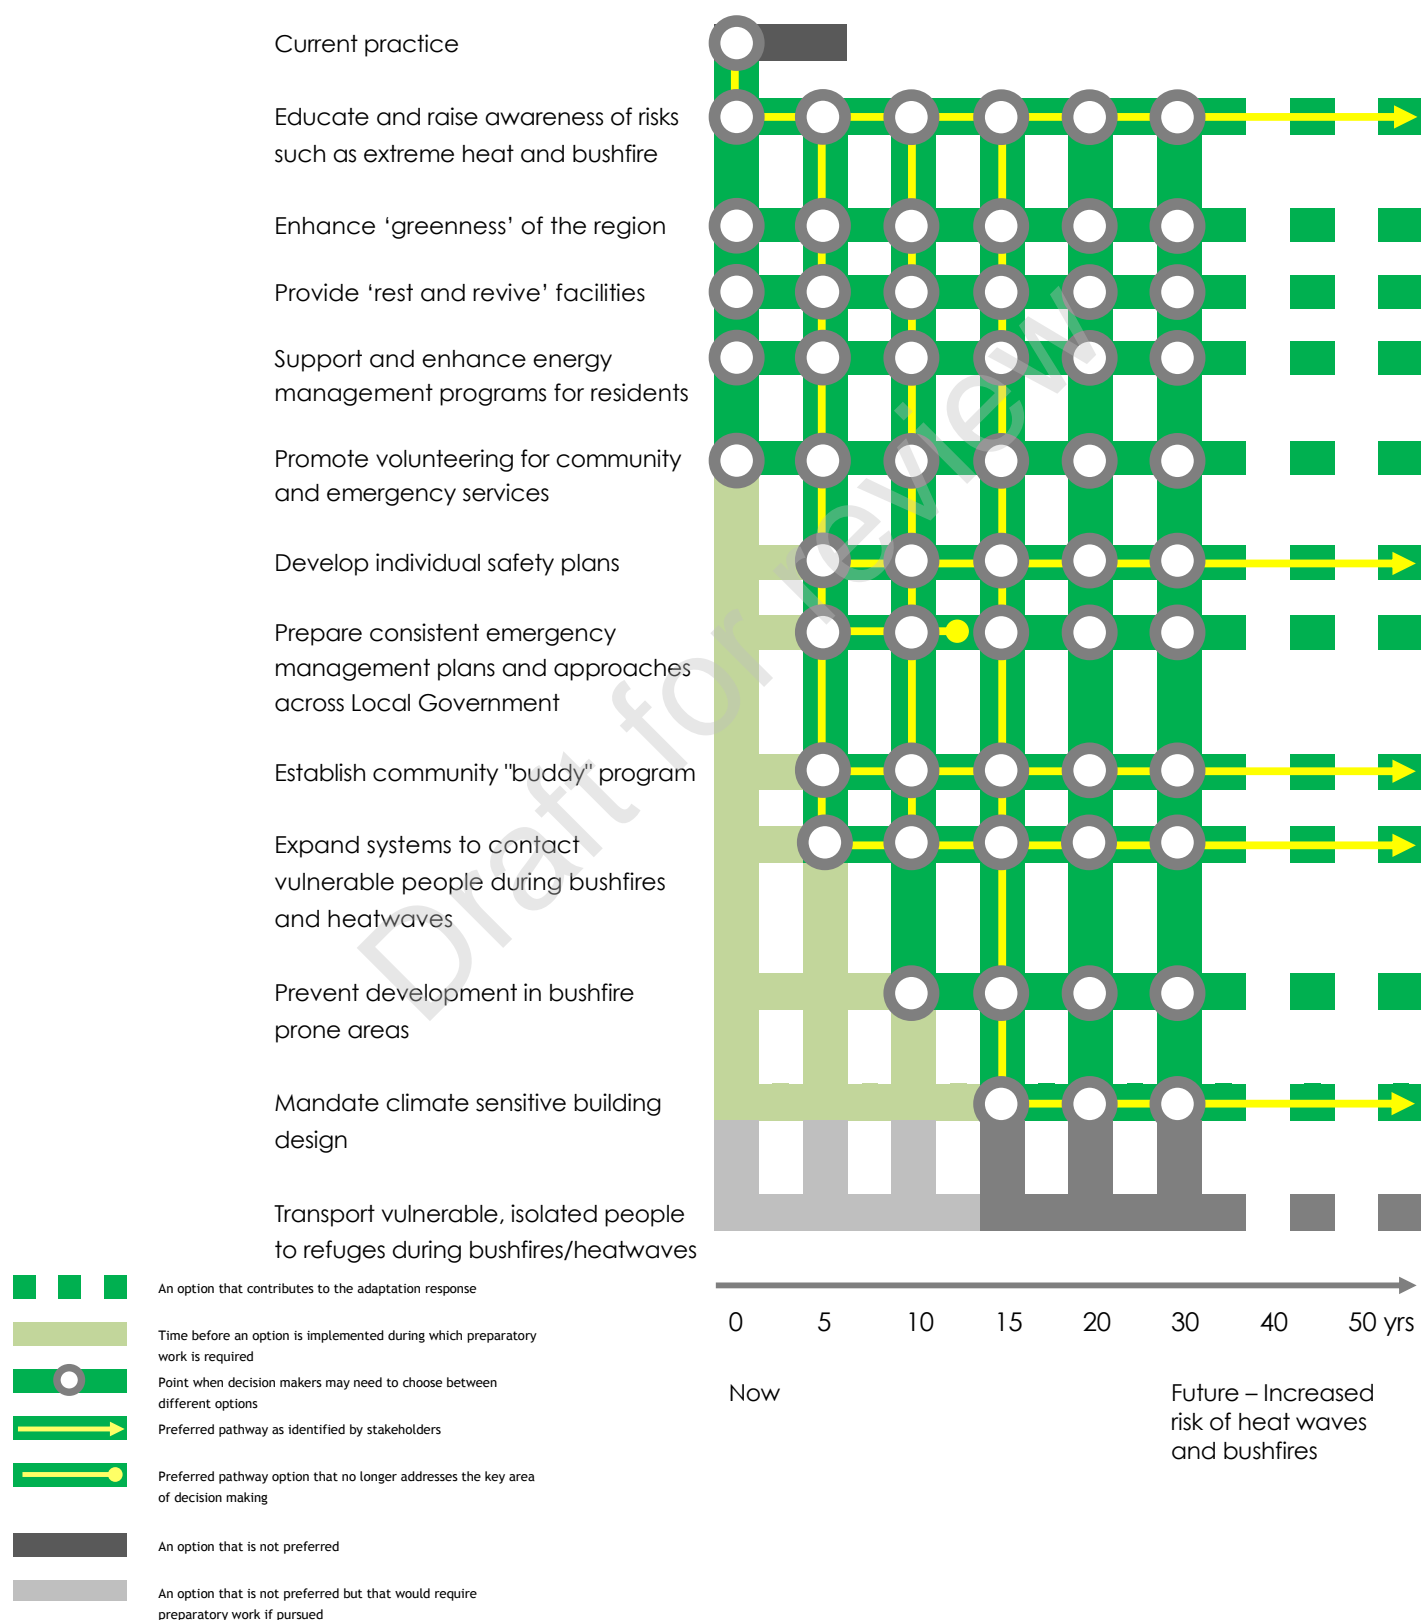 Current practice
Educate and raise awareness of risks
such as extreme heat and bushfire
Enhance ‘greenness’ of the region
Provide ‘rest and revive’ facilities
Support and enhance energy
management programs for residents
Promote volunteering for community
and emergency services
Develop individual safety plans
Prepare consistent emergency
management plans and approaches
across Local Government
Establish community "buddy" program
Expand systems to contact
vulnerable people during bushfires
and heatwaves
Prevent development in bushfire
prone areas
Mandate climate sensitive building
design
Transport vulnerable, isolated people
to refuges during bushfires/heatwaves
Draft for review
0 5 10 15 20 30 40 50 yrs
Now
Future – Increased
risk of heat waves
and bushfires
An option that contributes to the adaptation response
Time before an option is implemented during which preparatory
work is required
Point when decision makers may need to choose between
different options
Preferred pathway as identified by stakeholders
Preferred pathway option that no longer addresses the key area
of decision making
An option that is not preferred
An option that is not preferred but that would require
preparatory work if pursued